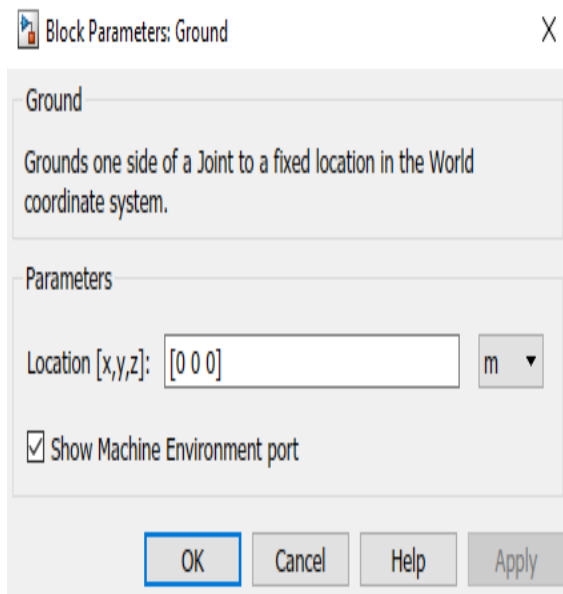 Block Parameters: Ground
Ground
Grounds one side of a Joint to a fixed location in the World
coordinate system.
Parameters
Location [x,y,z]: [0 0 0] m
Show Machine Environment port
OK Cancel Help Apply